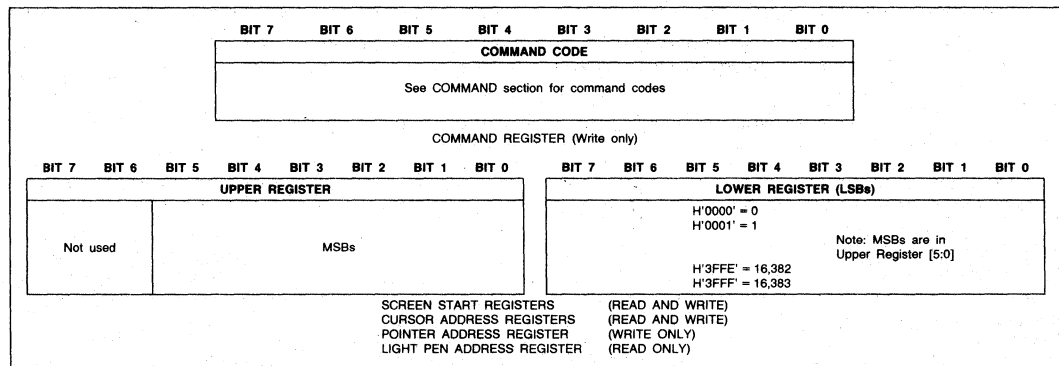 BIT 7 BIT 6 BIT 5 BIT 4 BIT 3 BIT 2 BIT 1 BIT 0
COMMAND CODE
See COMMAND section for command codes
COMMAND REGISTER (Write only)
BIT 7 BIT 6 BIT 5 BIT 4 BIT 3 BIT 2 BIT 1 BIT 0
UPPER REGISTER
Not used
MSBs
BIT 7 BIT 6 BIT 5 BIT 4 BIT 3 BIT 2 BIT 1 BIT 0
LOWER REGISTER (LSBs)
H'0000' = 0
H'0001' = 1
Note: MSBs are in
Upper Register [5:0]
H'3FFE' = 16,382
H'3FFF' = 16,383
SCREEN START REGISTERS (READ AND WRITE)
CURSOR ADDRESS REGISTERS (READ AND WRITE)
POINTER ADDRESS REGISTER (WRITE ONLY)
LIGHT PEN ADDRESS REGISTER (READ ONLY)